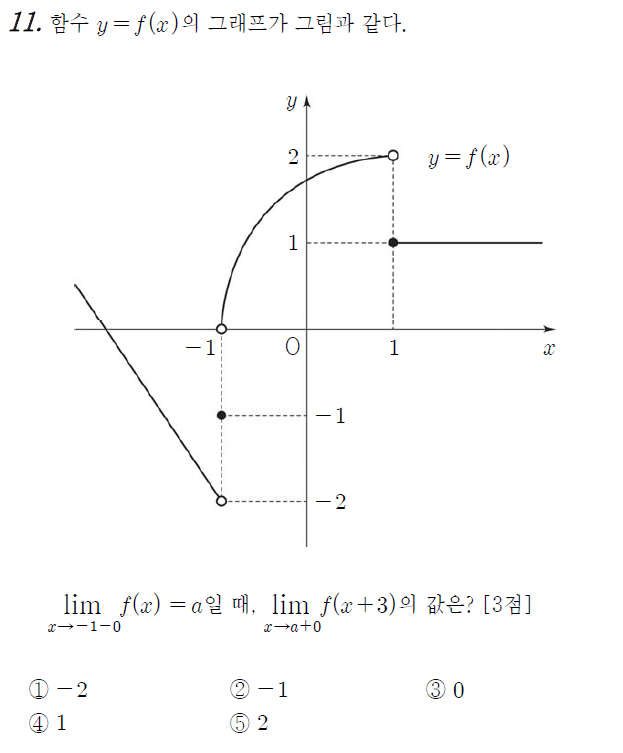 11. 함수 y=f(x)의 그래프가 그림과 같다.
y
2
y=f(x)
1
-1
O
1
x
-1
-2
lim f(x) =a일 때, lim f(x+3)의 값은? [3점]
x→-1-0 x→a+0
① -2 ② -1 ③ 0
④ 1 ⑤ 2